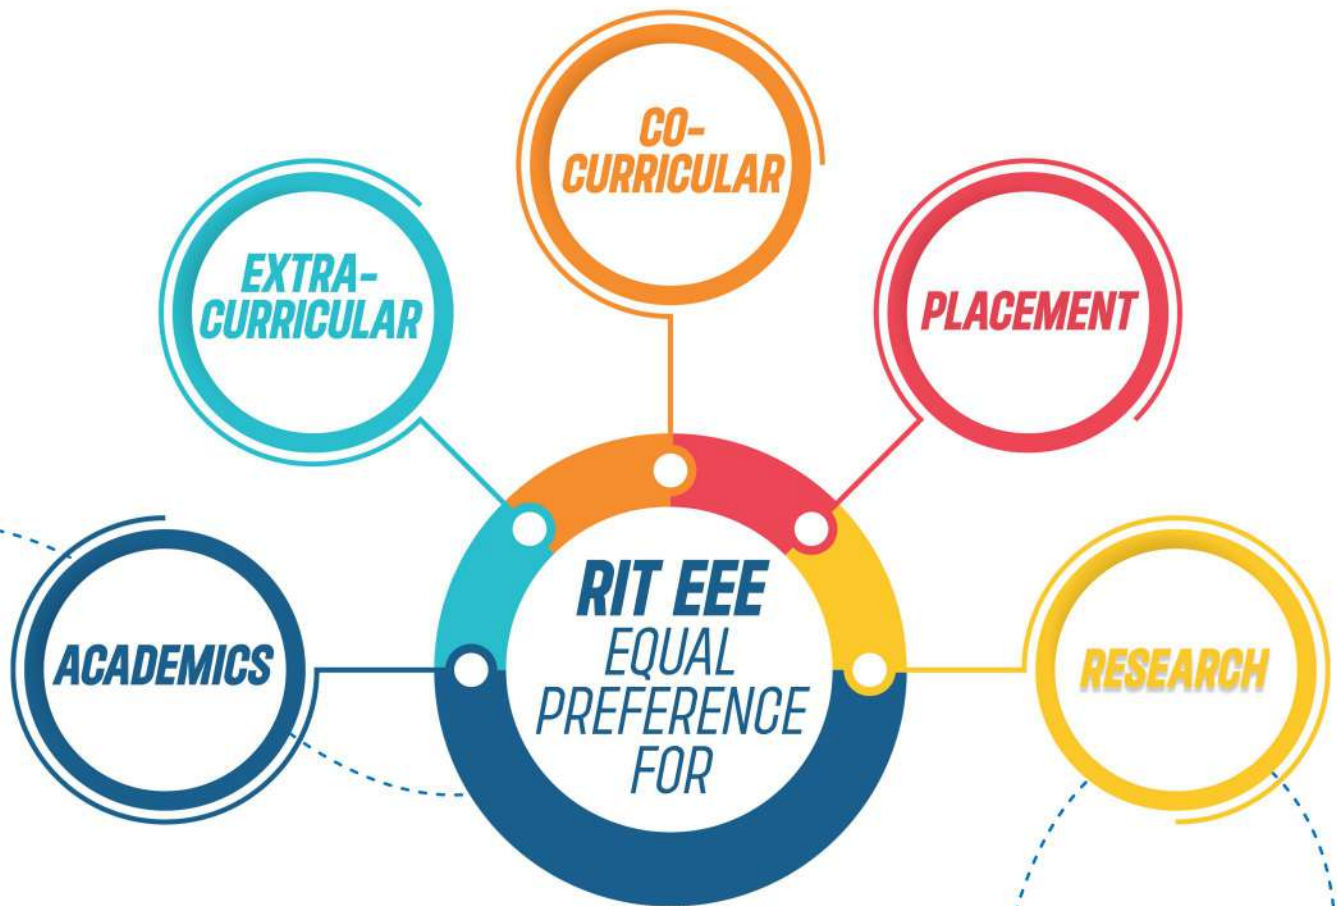 CO-
CURRICULAR
EXTRA-
CURRICULAR
PLACEMENT
ACADEMICS
RIT EEE
EQUAL
PREFERENCE
FOR
RESEARCH